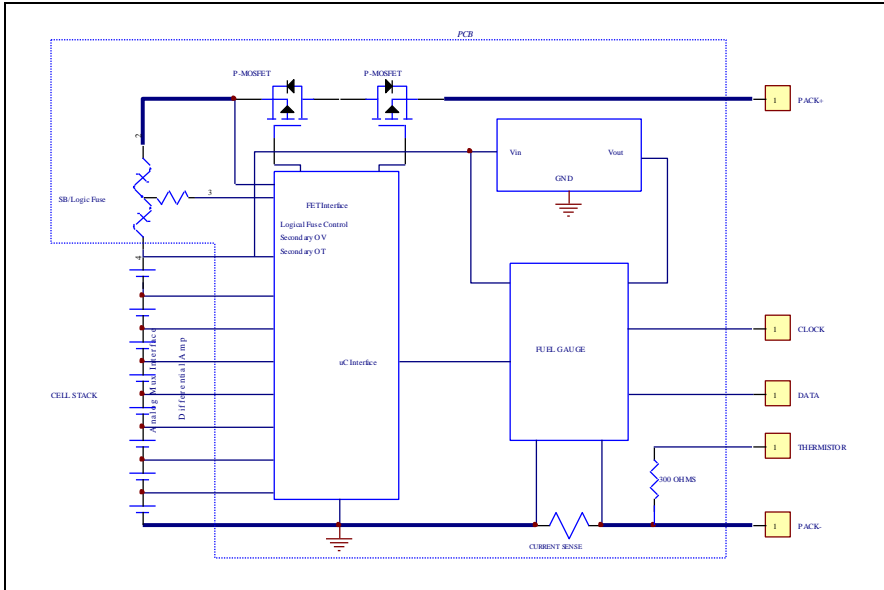 PCB
P-MOSFET
P-MOSFET
1
PACK+
2
Vin
Vout
GND
SB/Logic Fuse
3
FET Interface
Logical Fuse Control
Secondary OV
Secondary OT
4
1
CLOCK
FUEL GAUGE
uC Interface
Analog Mux Interface
Differential Amp
CELL STACK
1
DATA
1
THERMISTOR
300 OHMS
1
PACK-
CURRENT SENSE